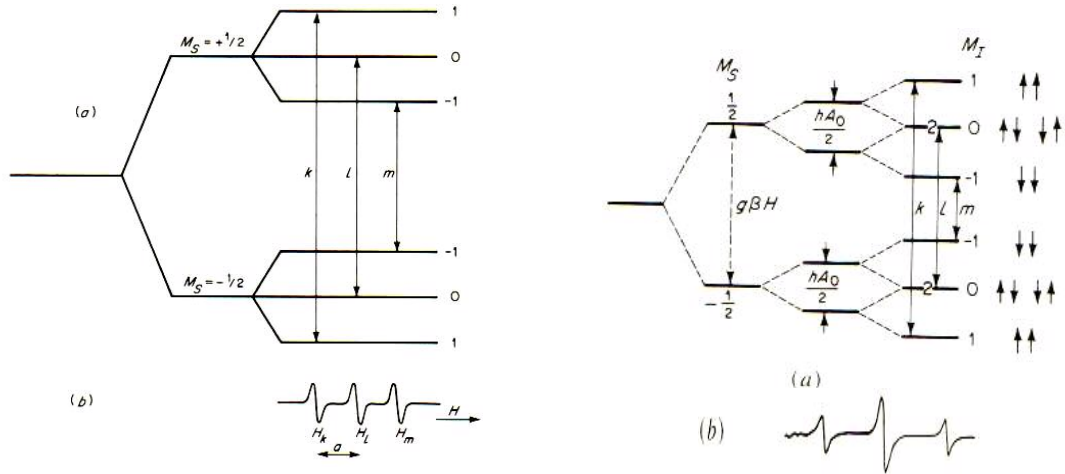 1
M_S = +1/2
0
(a)
-1
k l m
-1
M_S = -1/2
0
1
(b)
H
H_k H_l H_m
a
M_I
M_S
1
1/2
hA_0/2
2 0
-1
gβH
k l m
-1
hA_0/2
2 0
-1/2
1
(a)
(b)